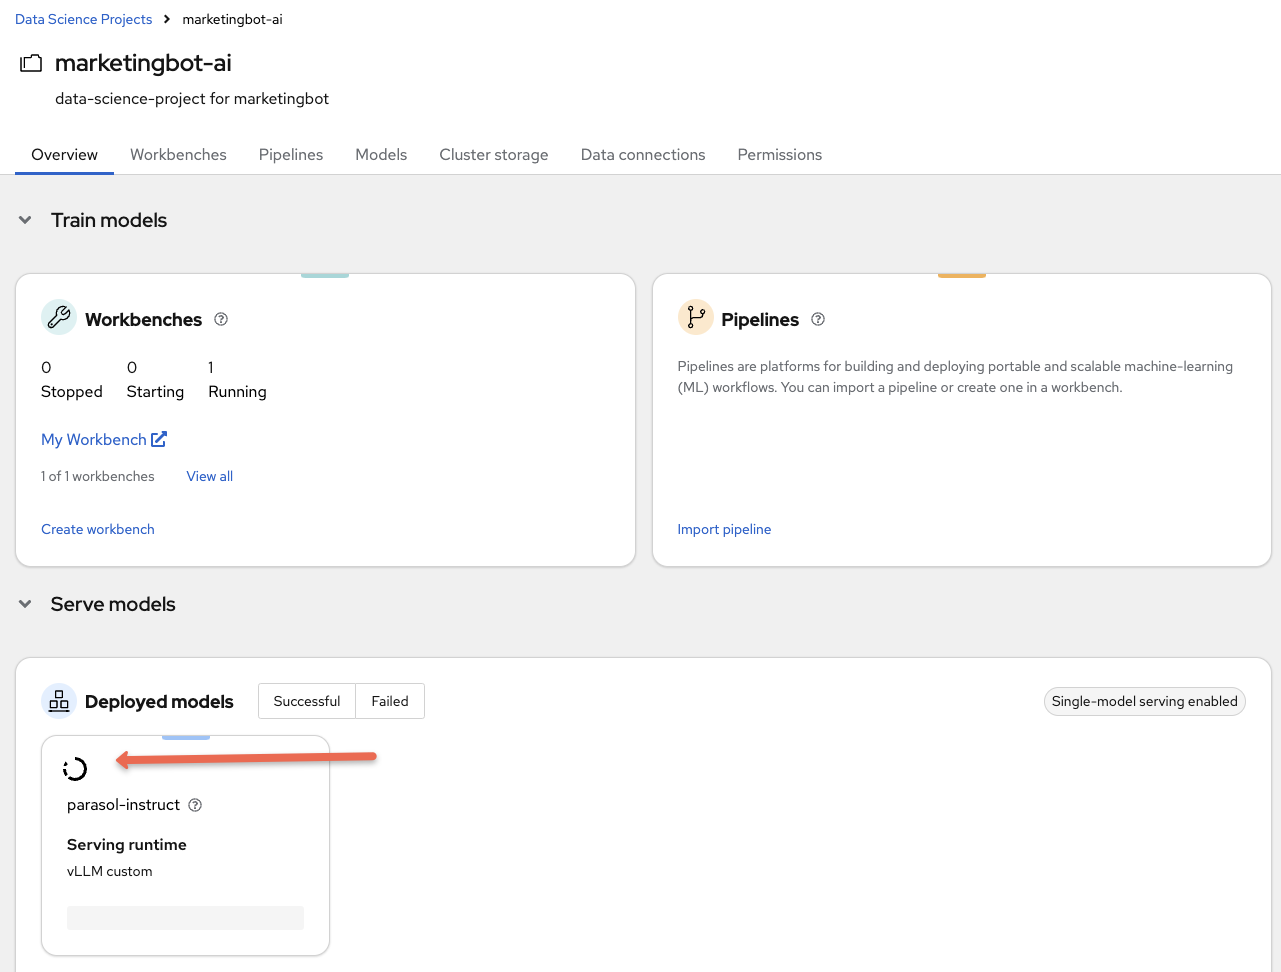 Data Science Projects > marketingbot-ai
marketingbot-ai
data-science-project for marketingbot
Overview Workbenches Pipelines Models Cluster storage Data connections Permissions
Train models
Workbenches
0 0 1
Stopped Starting Running
My Workbench
1 of 1 workbenches View all
Create workbench
Pipelines
Pipelines are platforms for building and deploying portable and scalable machine-learning
(ML) workflows. You can import a pipeline or create one in a workbench.
Import pipeline
Serve models
Deployed models Successful Failed Single-model serving enabled
parasol-instruct
Serving runtime
vLLM custom